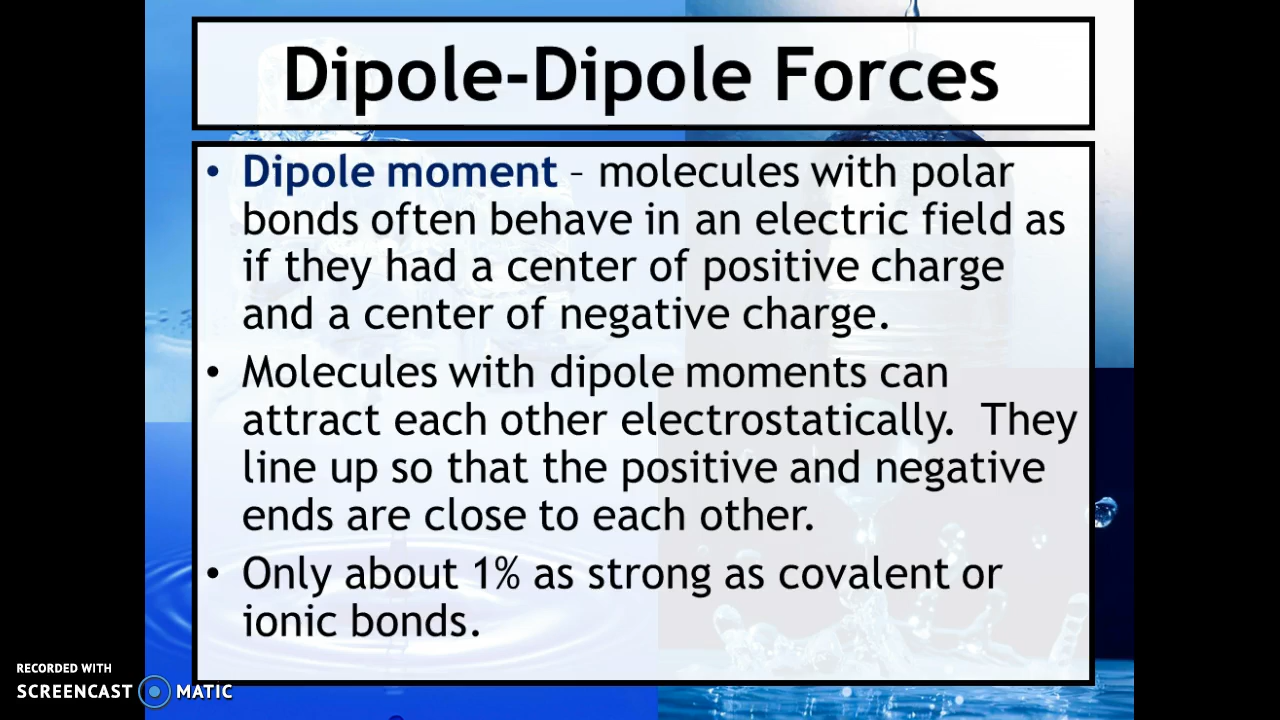 Dipole-Dipole Forces
• Dipole moment – molecules with polar
bonds often behave in an electric field as
if they had a center of positive charge
and a center of negative charge.
• Molecules with dipole moments can
attract each other electrostatically.  They
line up so that the positive and negative
ends are close to each other.
• Only about 1% as strong as covalent or
ionic bonds.
RECORDED WITH
SCREENCAST MATIC